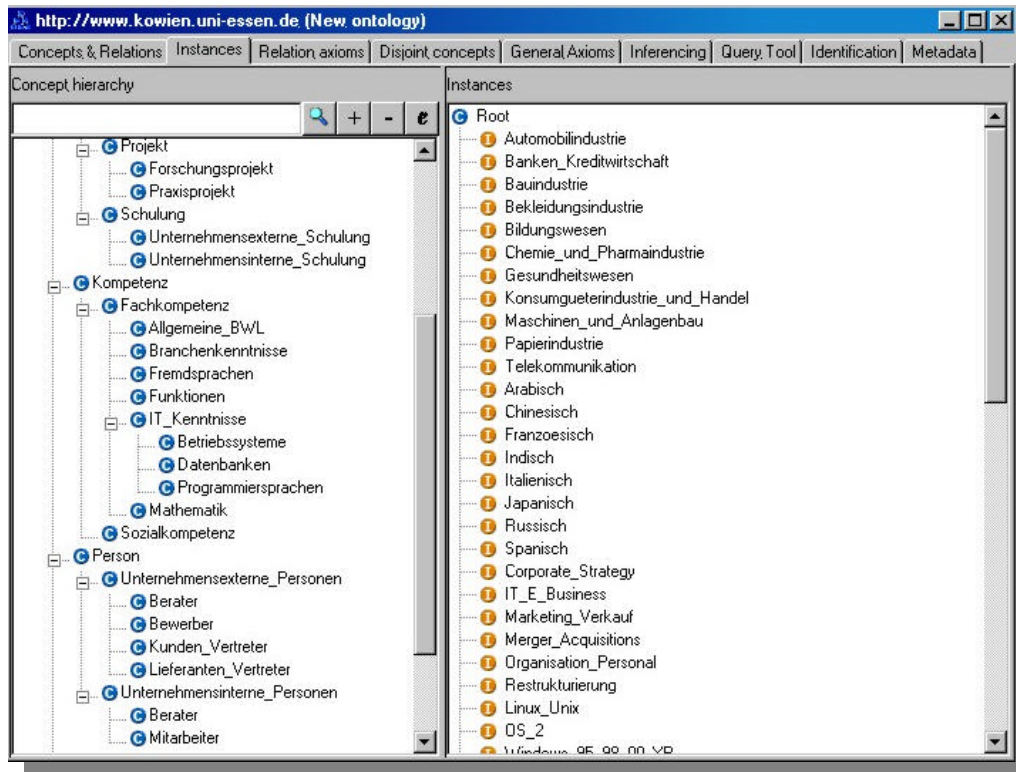 http://www.kowien.uni-essen.de (New ontology)
Concepts & Relations Instances Relation axioms Disjoint concepts General Axioms Inferencing Query Tool Identification Metadata
Concept hierarchy
+ - e
Projekt
Forschungsprojekt
Praxisprojekt
Schulung
Unternehmensexterne_Schulung
Unternehmensinterne_Schulung
Kompetenz
Fachkompetenz
Allgemeine_BWL
Branchenkenntnisse
Fremdsprachen
Funktionen
IT_Kenntnisse
Betriebssysteme
Datenbanken
Programmiersprachen
Mathematik
Sozialkompetenz
Person
Unternehmensexterne_Personen
Berater
Bewerber
Kunden_Vertreter
Lieferanten_Vertreter
Unternehmensinterne_Personen
Berater
Mitarbeiter
Instances
Root
Automobilindustrie
Banken_Kreditwirtschaft
Bauindustrie
Bekleidungsindustrie
Bildungswesen
Chemie_und_Pharmaindustrie
Gesundheitswesen
Konsumgueterindustrie_und_Handel
Maschinen_und_Anlagenbau
Papierindustrie
Telekommunikation
Arabisch
Chinesisch
Franzoesisch
Indisch
Italienisch
Japanisch
Russisch
Spanisch
Corporate_Strategy
IT_E_Business
Marketing_Verkauf
Merger_Acquisitions
Organisation_Personal
Restrukturierung
Linux_Unix
OS_2
Windows_95_98_00_XP